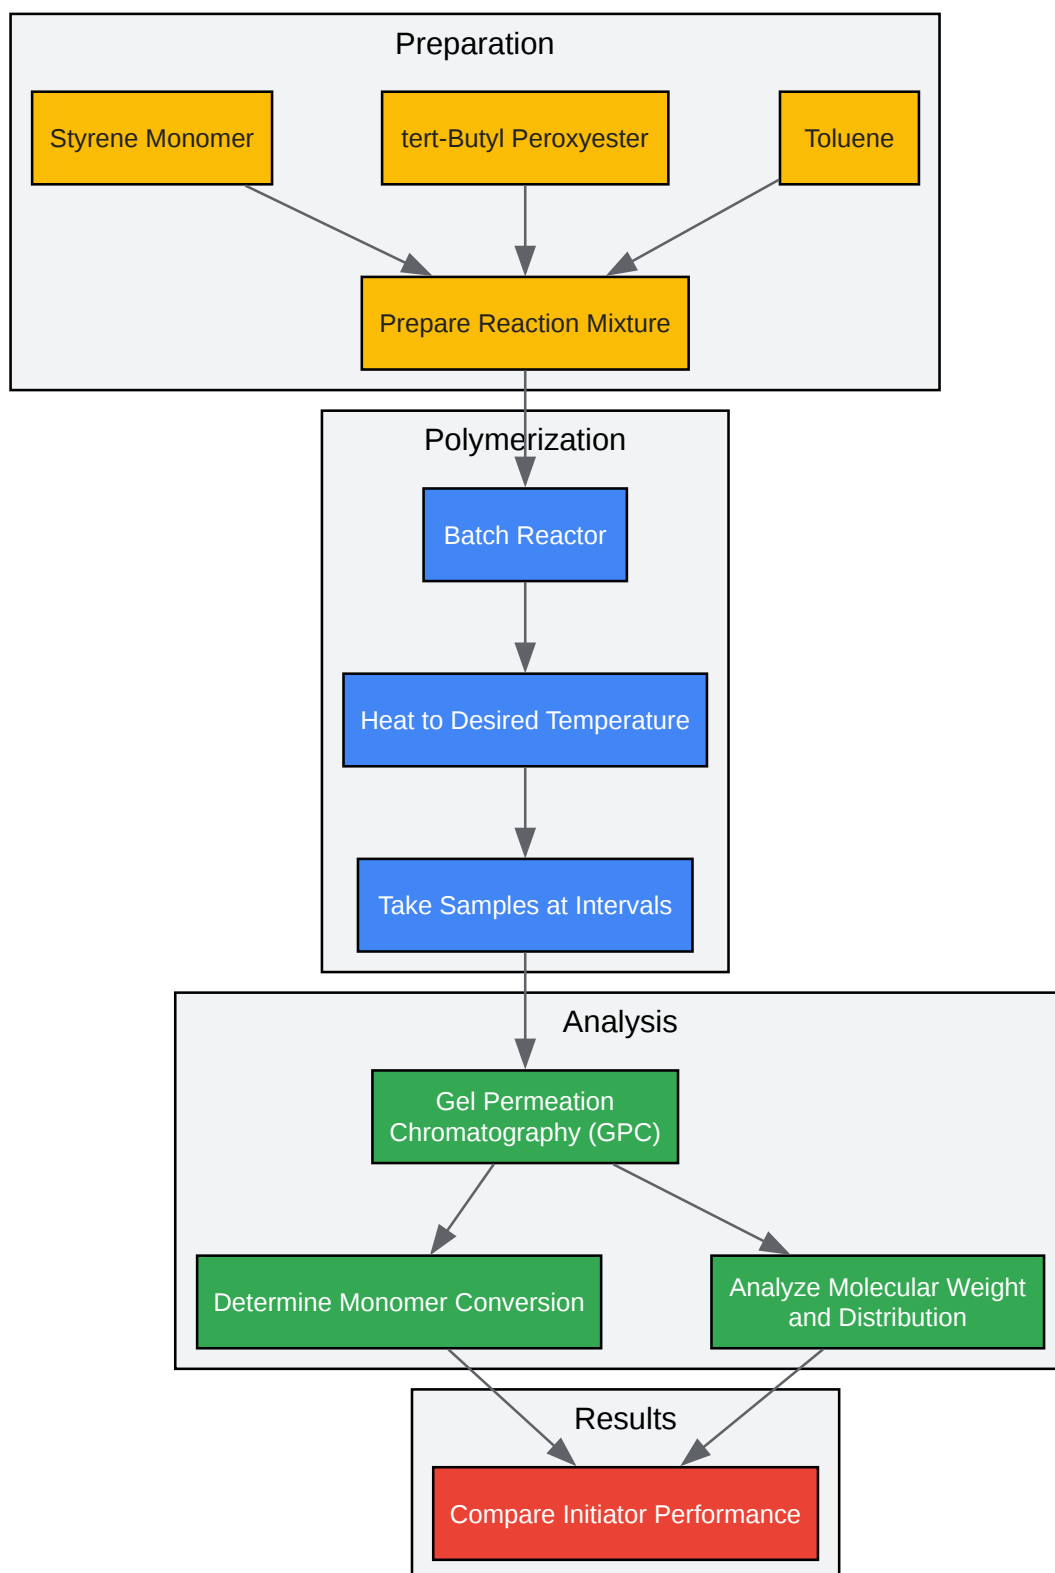 Preparation
Styrene Monomer
tert-Butyl Peroxyester
Toluene
Prepare Reaction Mixture
Polymerization
Batch Reactor
Heat to Desired Temperature
Take Samples at Intervals
Analysis
Gel Permeation
Chromatography (GPC)
Determine Monomer Conversion
Analyze Molecular Weight
and Distribution
Results
Compare Initiator Performance